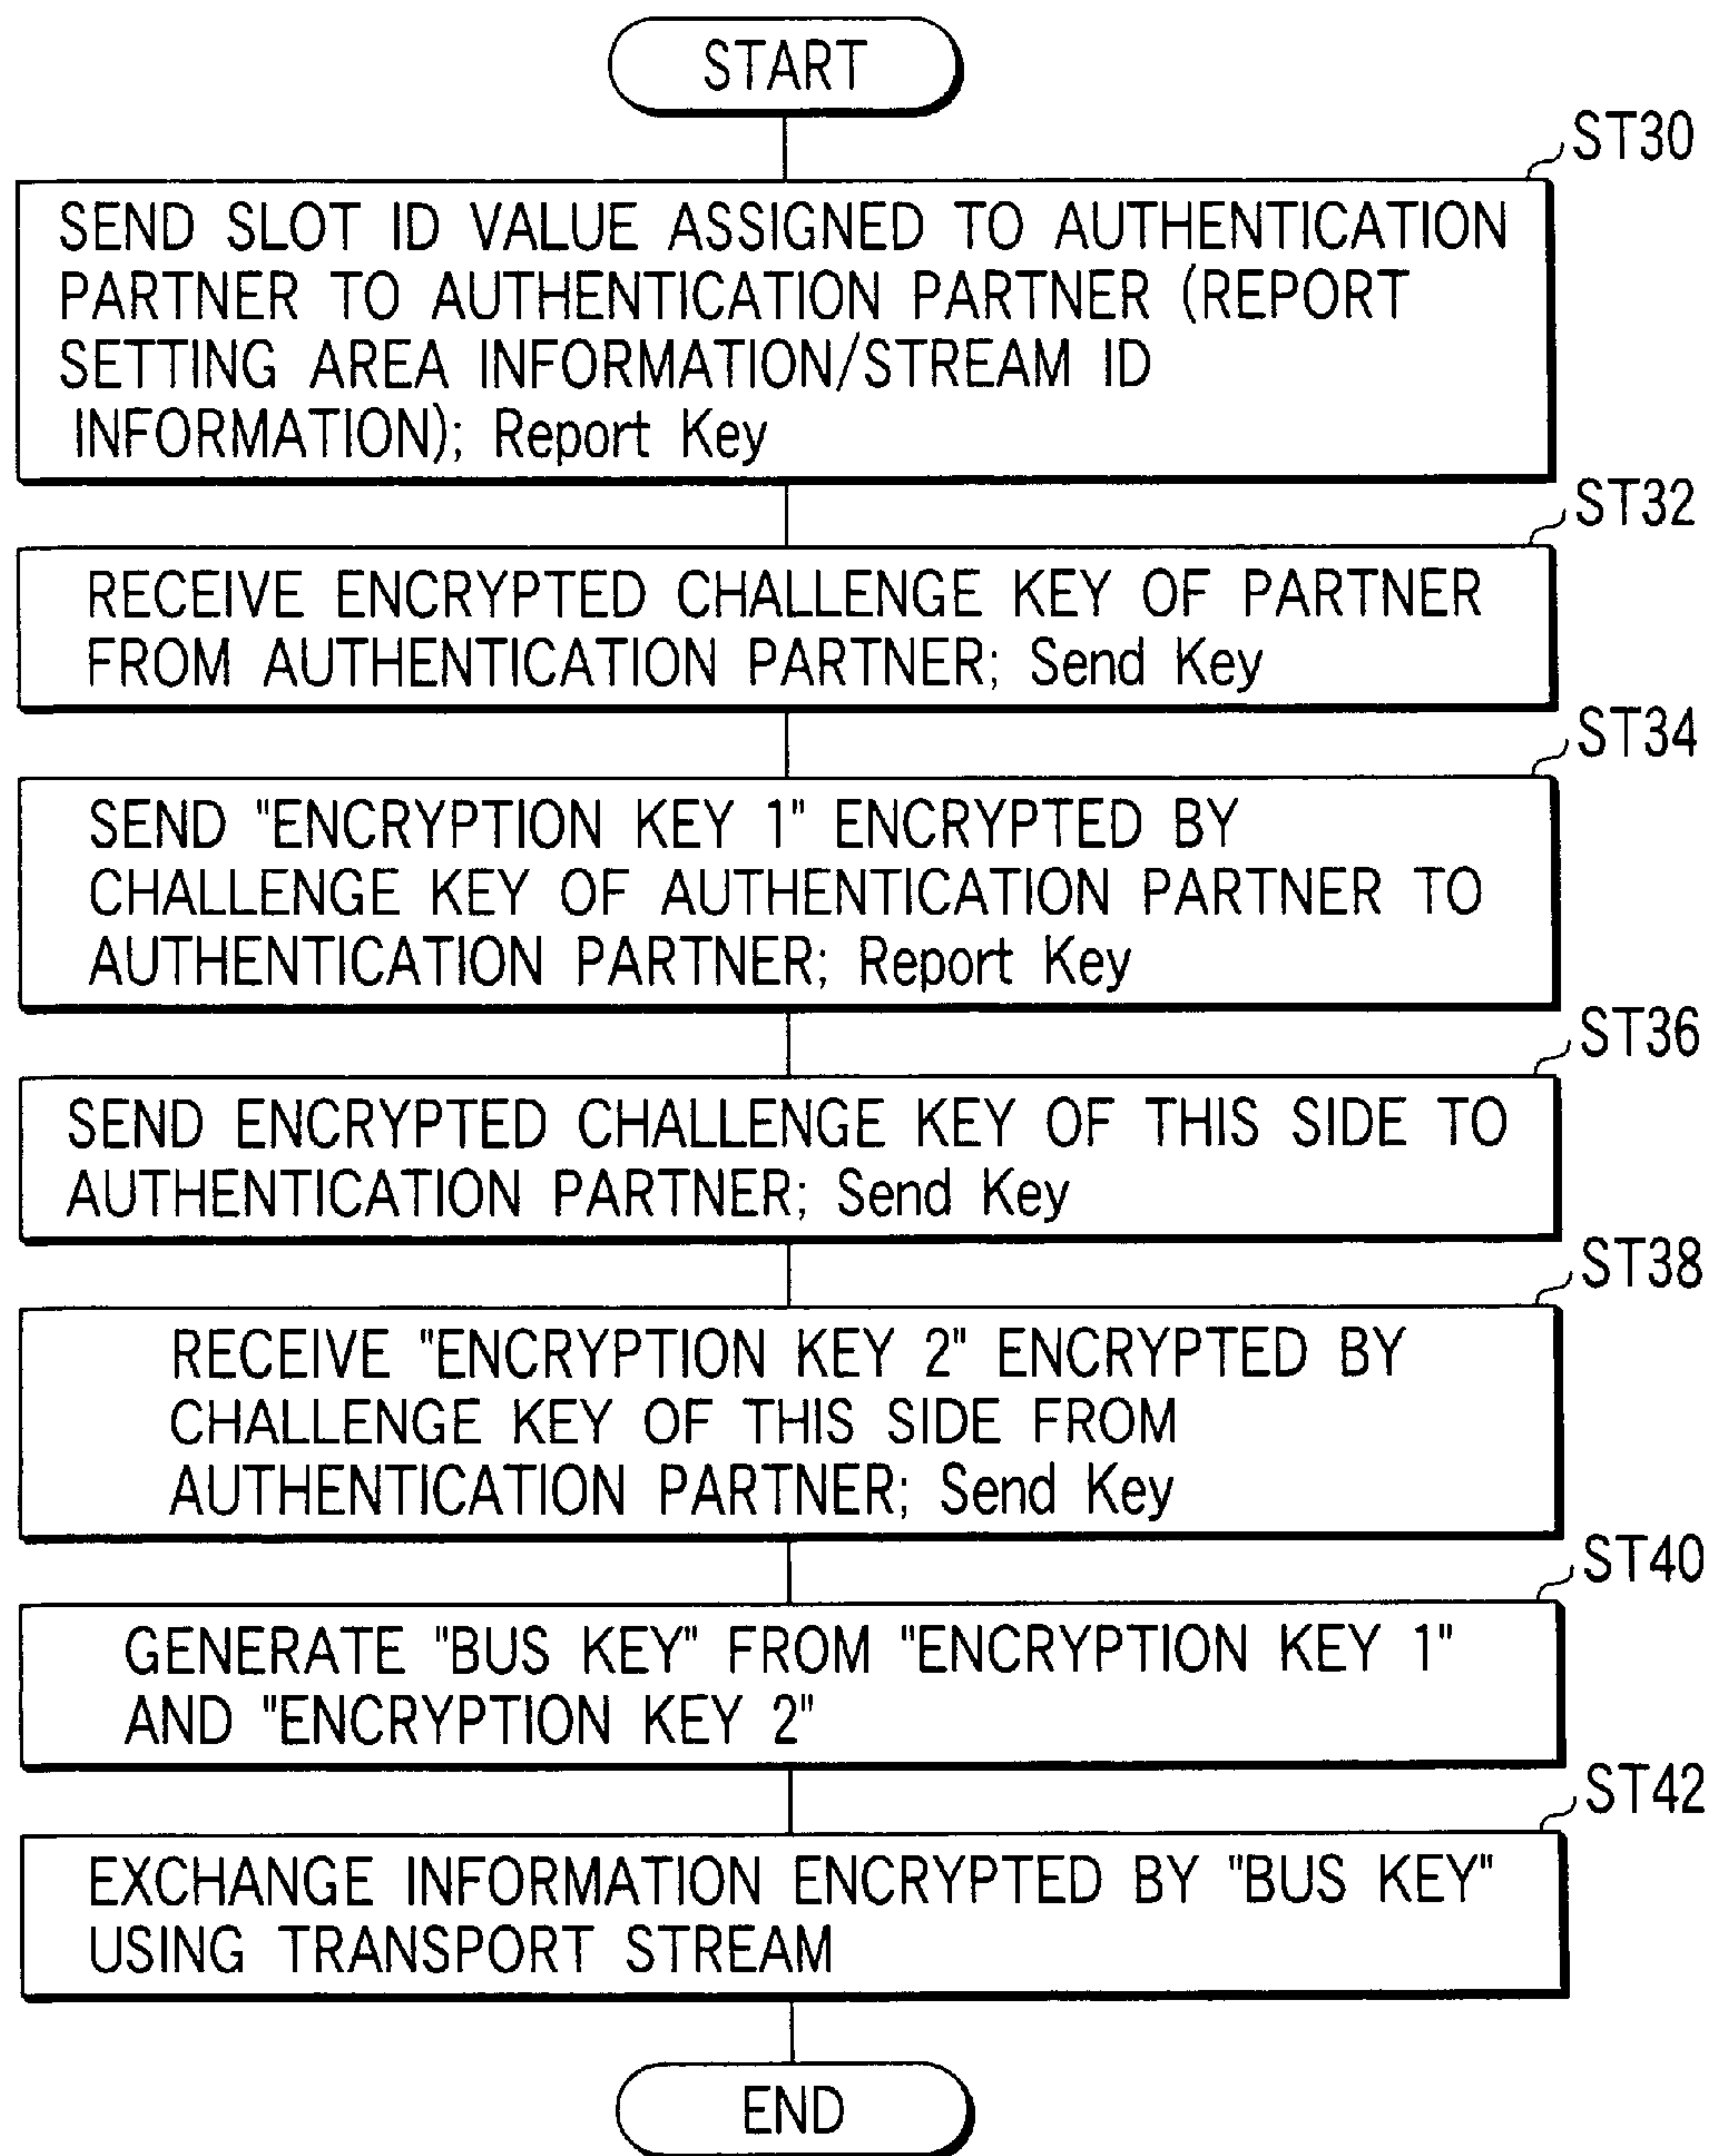 START
ST30
SEND SLOT ID VALUE ASSIGNED TO AUTHENTICATION
PARTNER TO AUTHENTICATION PARTNER (REPORT
SETTING AREA INFORMATION/STREAM ID
INFORMATION); Report Key
ST32
RECEIVE ENCRYPTED CHALLENGE KEY OF PARTNER
FROM AUTHENTICATION PARTNER; Send Key
ST34
SEND "ENCRYPTION KEY 1" ENCRYPTED BY
CHALLENGE KEY OF AUTHENTICATION PARTNER TO
AUTHENTICATION PARTNER; Report Key
ST36
SEND ENCRYPTED CHALLENGE KEY OF THIS SIDE TO
AUTHENTICATION PARTNER; Send Key
ST38
RECEIVE "ENCRYPTION KEY 2" ENCRYPTED BY
CHALLENGE KEY OF THIS SIDE FROM
AUTHENTICATION PARTNER; Send Key
ST40
GENERATE "BUS KEY" FROM "ENCRYPTION KEY 1"
AND "ENCRYPTION KEY 2"
ST42
EXCHANGE INFORMATION ENCRYPTED BY "BUS KEY"
USING TRANSPORT STREAM
END